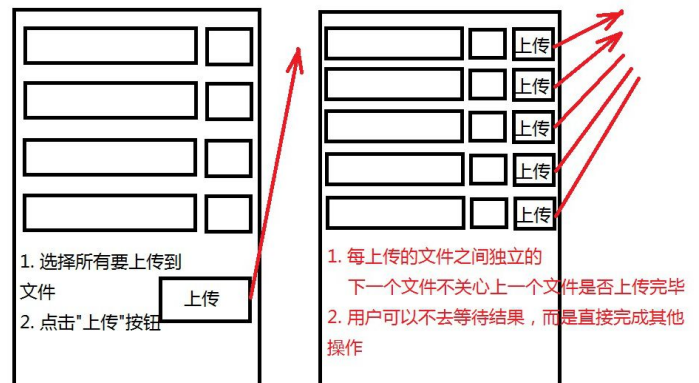 上传
上传
上传
上传
上传
1. 选择所有要上传到
文件
2. 点击"上传"按钮
上传
1. 每上传的文件之间独立的
下一个文件不关心上一个文件是否上传完毕
2. 用户可以不去等待结果，而是直接完成其他
操作